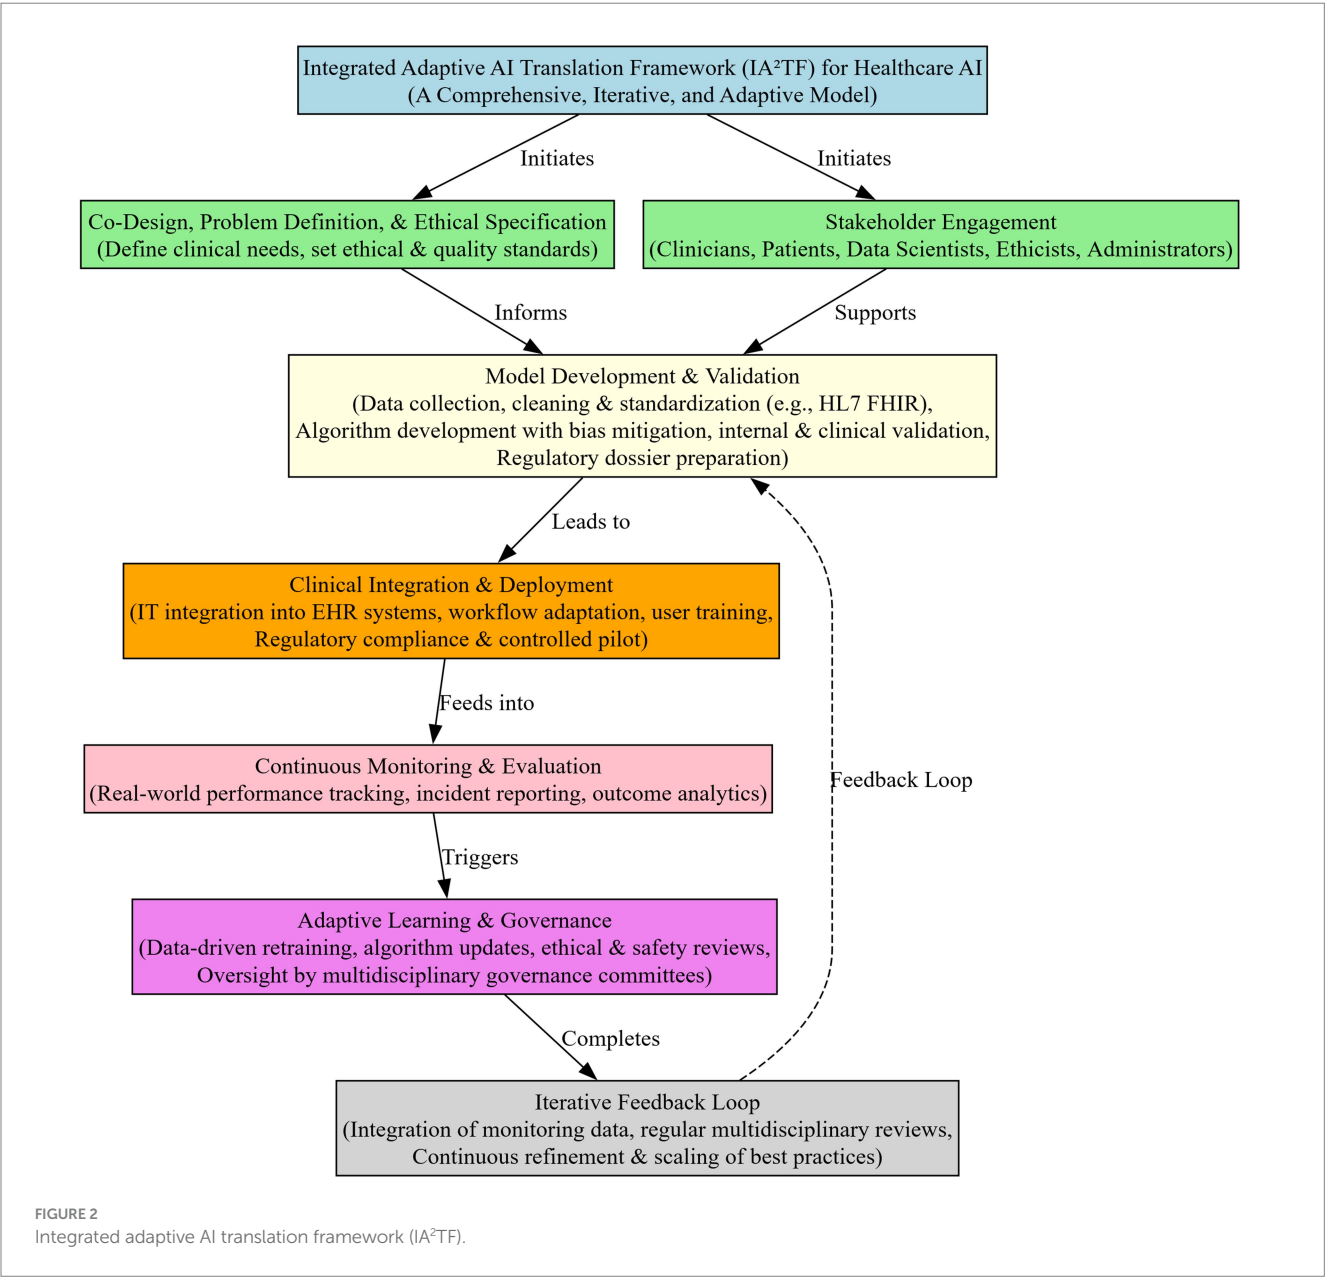 Integrated Adaptive AI Translation Framework (IA²TF) for Healthcare AI
(A Comprehensive, Iterative, and Adaptive Model)
Initiates
Initiates
Co-Design, Problem Definition, & Ethical Specification
(Define clinical needs, set ethical & quality standards)
Stakeholder Engagement
(Clinicians, Patients, Data Scientists, Ethicists, Administrators)
Informs
Supports
Model Development & Validation
(Data collection, cleaning & standardization (e.g., HL7 FHIR),
Algorithm development with bias mitigation, internal & clinical validation,
Regulatory dossier preparation)
Leads to
Clinical Integration & Deployment
(IT integration into EHR systems, workflow adaptation, user training,
Regulatory compliance & controlled pilot)
Feeds into
Continuous Monitoring & Evaluation
(Real-world performance tracking, incident reporting, outcome analytics)
Feedback Loop
Triggers
Adaptive Learning & Governance
(Data-driven retraining, algorithm updates, ethical & safety reviews,
Oversight by multidisciplinary governance committees)
Completes
Iterative Feedback Loop
(Integration of monitoring data, regular multidisciplinary reviews,
Continuous refinement & scaling of best practices)
FIGURE 2
Integrated adaptive AI translation framework (IA²TF).